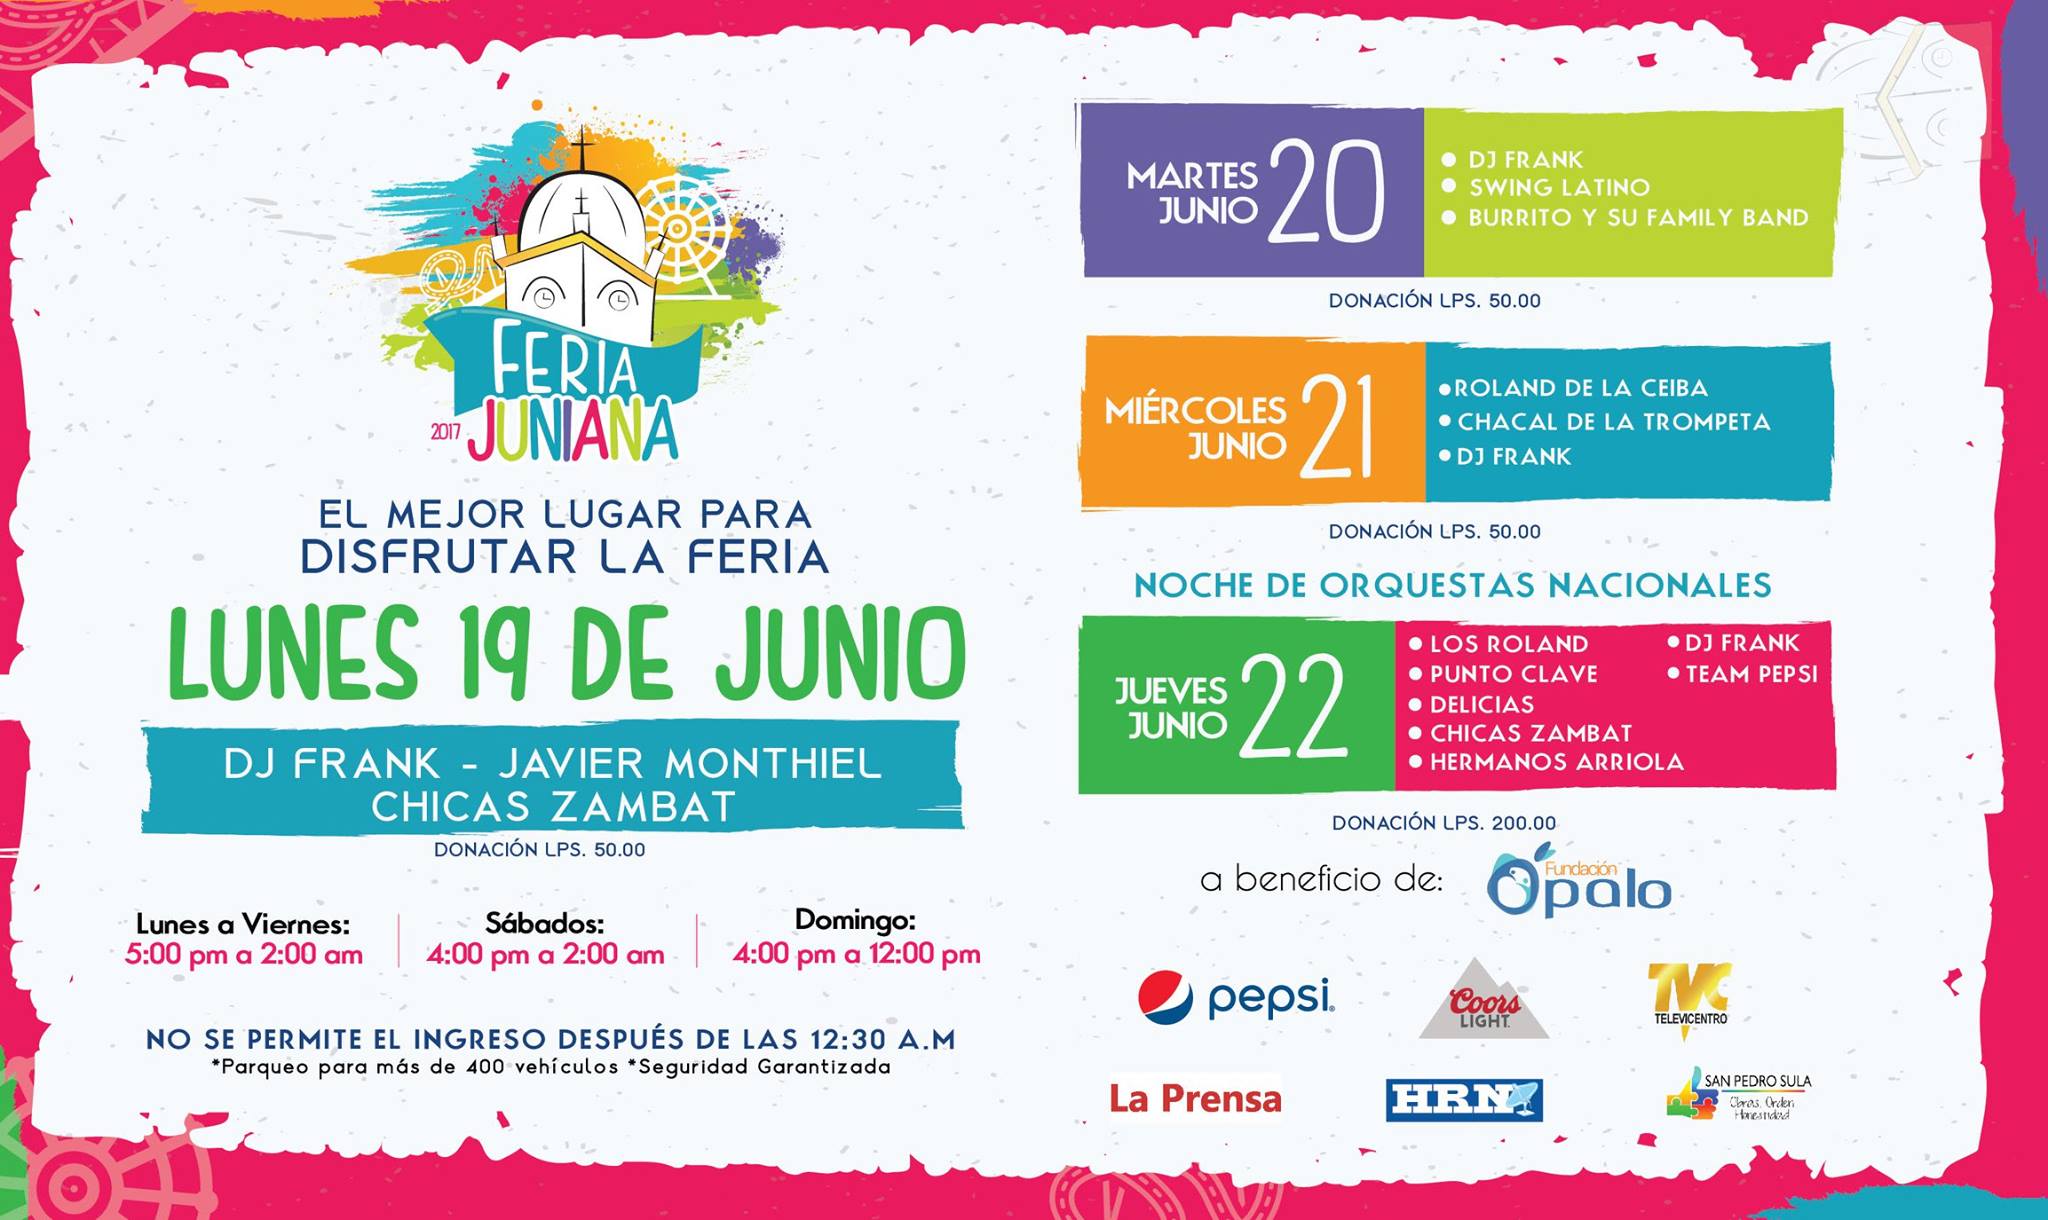 FERIA
2017 JUNIANA
EL MEJOR LUGAR PARA
DISFRUTAR LA FERIA
LUNES 19 DE JUNIO
DJ FRANK - JAVIER MONTHIEL
CHICAS ZAMBAT
DONACIÓN LPS. 50.00
Lunes a Viernes:
5:00 pm a 2:00 am
Sábados:
4:00 pm a 2:00 am
Domingo:
4:00 pm a 12:00 pm
NO SE PERMITE EL INGRESO DESPUÉS DE LAS 12:30 A.M
*Parqueo para más de 400 vehículos *Seguridad Garantizada
MARTES
JUNIO 20
• DJ FRANK
• SWING LATINO
• BURRITO Y SU FAMILY BAND
DONACIÓN LPS. 50.00
MIÉRCOLES
JUNIO 21
• ROLAND DE LA CEIBA
• CHACAL DE LA TROMPETA
• DJ FRANK
DONACIÓN LPS. 50.00
NOCHE DE ORQUESTAS NACIONALES
JUEVES
JUNIO 22
• LOS ROLAND
• PUNTO CLAVE
• DELICIAS
• CHICAS ZAMBAT
• HERMANOS ARRIOLA
• DJ FRANK
• TEAM PEPSI
DONACIÓN LPS. 200.00
a beneficio de:
Fundación
Opalo
pepsi
Coors
LIGHT
TVC
TELEVICENTRO
La Prensa
HRN
SAN PEDRO SULA
Obras, Orden
Honestidad